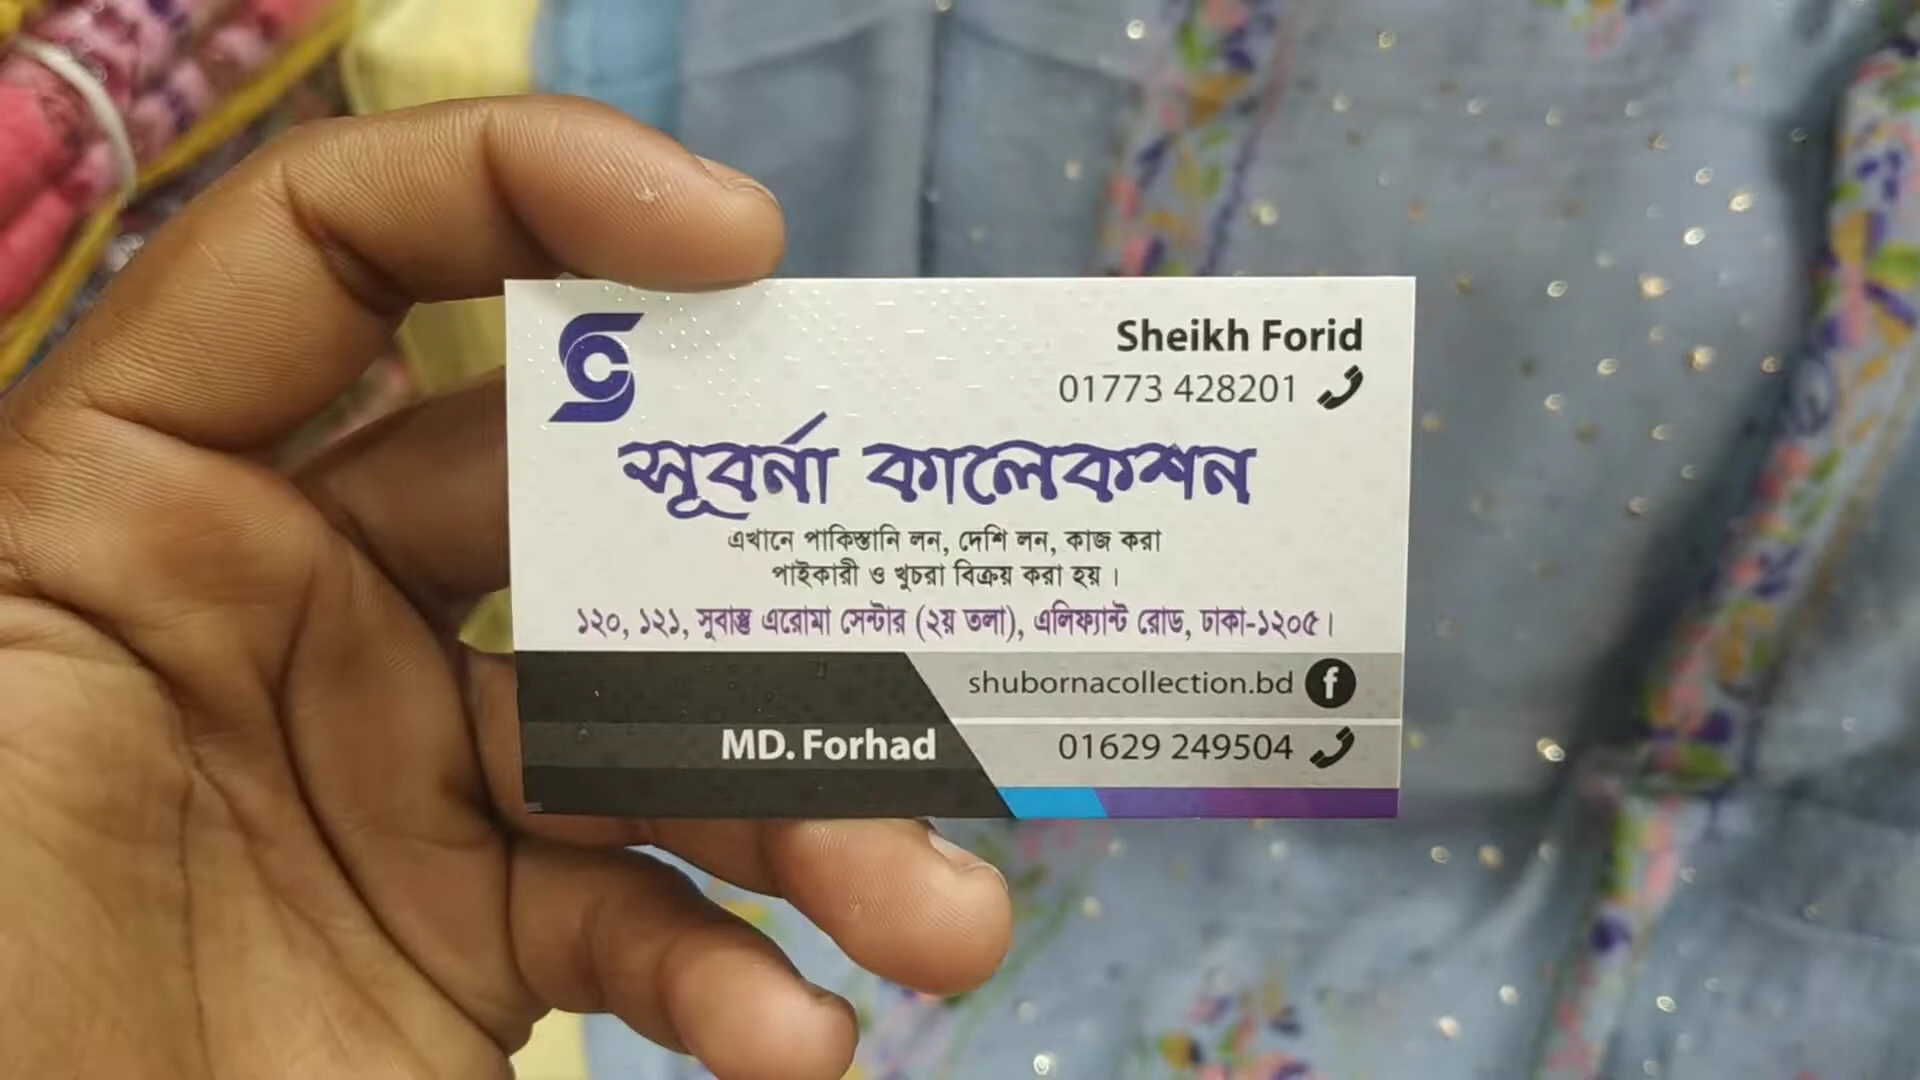 SC
Sheikh Forid
01773 428201
সূবর্না কালেকশন
এখানে পাকিস্তানি লন, দেশি লন, কাজ করা
পাইকারী ও খুচরা বিক্রয় করা হয় ।
১২০, ১২১, সুবাস্তু এরোমা সেন্টার (২য় তলা), এলিফ্যান্ট রোড, ঢাকা-১২০৫।
shubornacollection.bd f
MD. Forhad 01629 249504